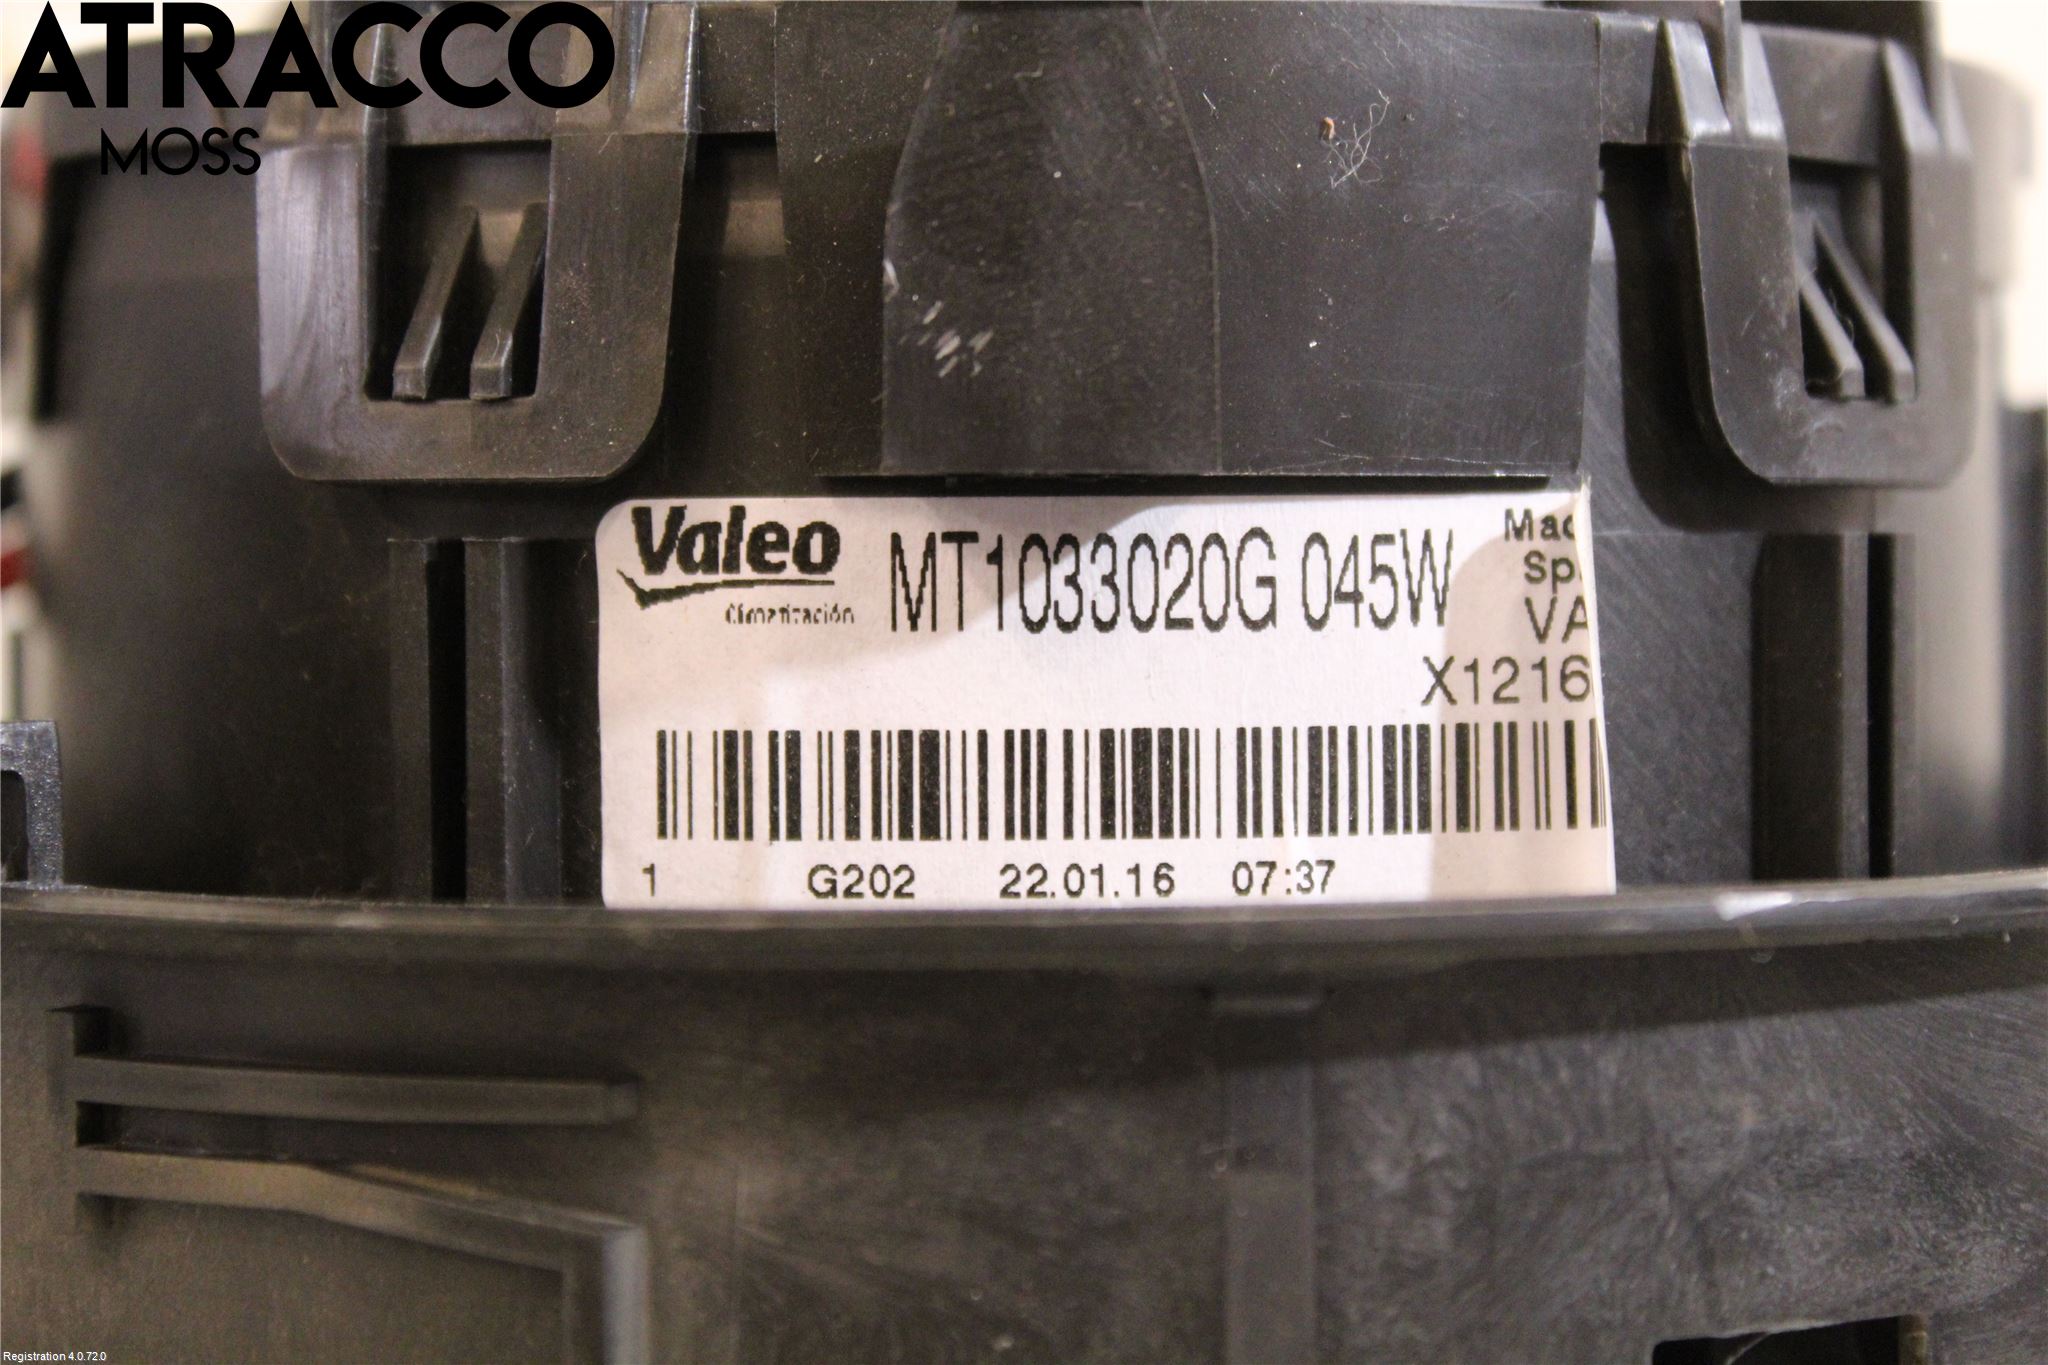 ATRACCO
MOSS
Valeo
Climatización
MT1033020G 045W
Mad
Sp
VA
X1216
1 G202 22.01.16 07:37
Registration 4.0.72.0